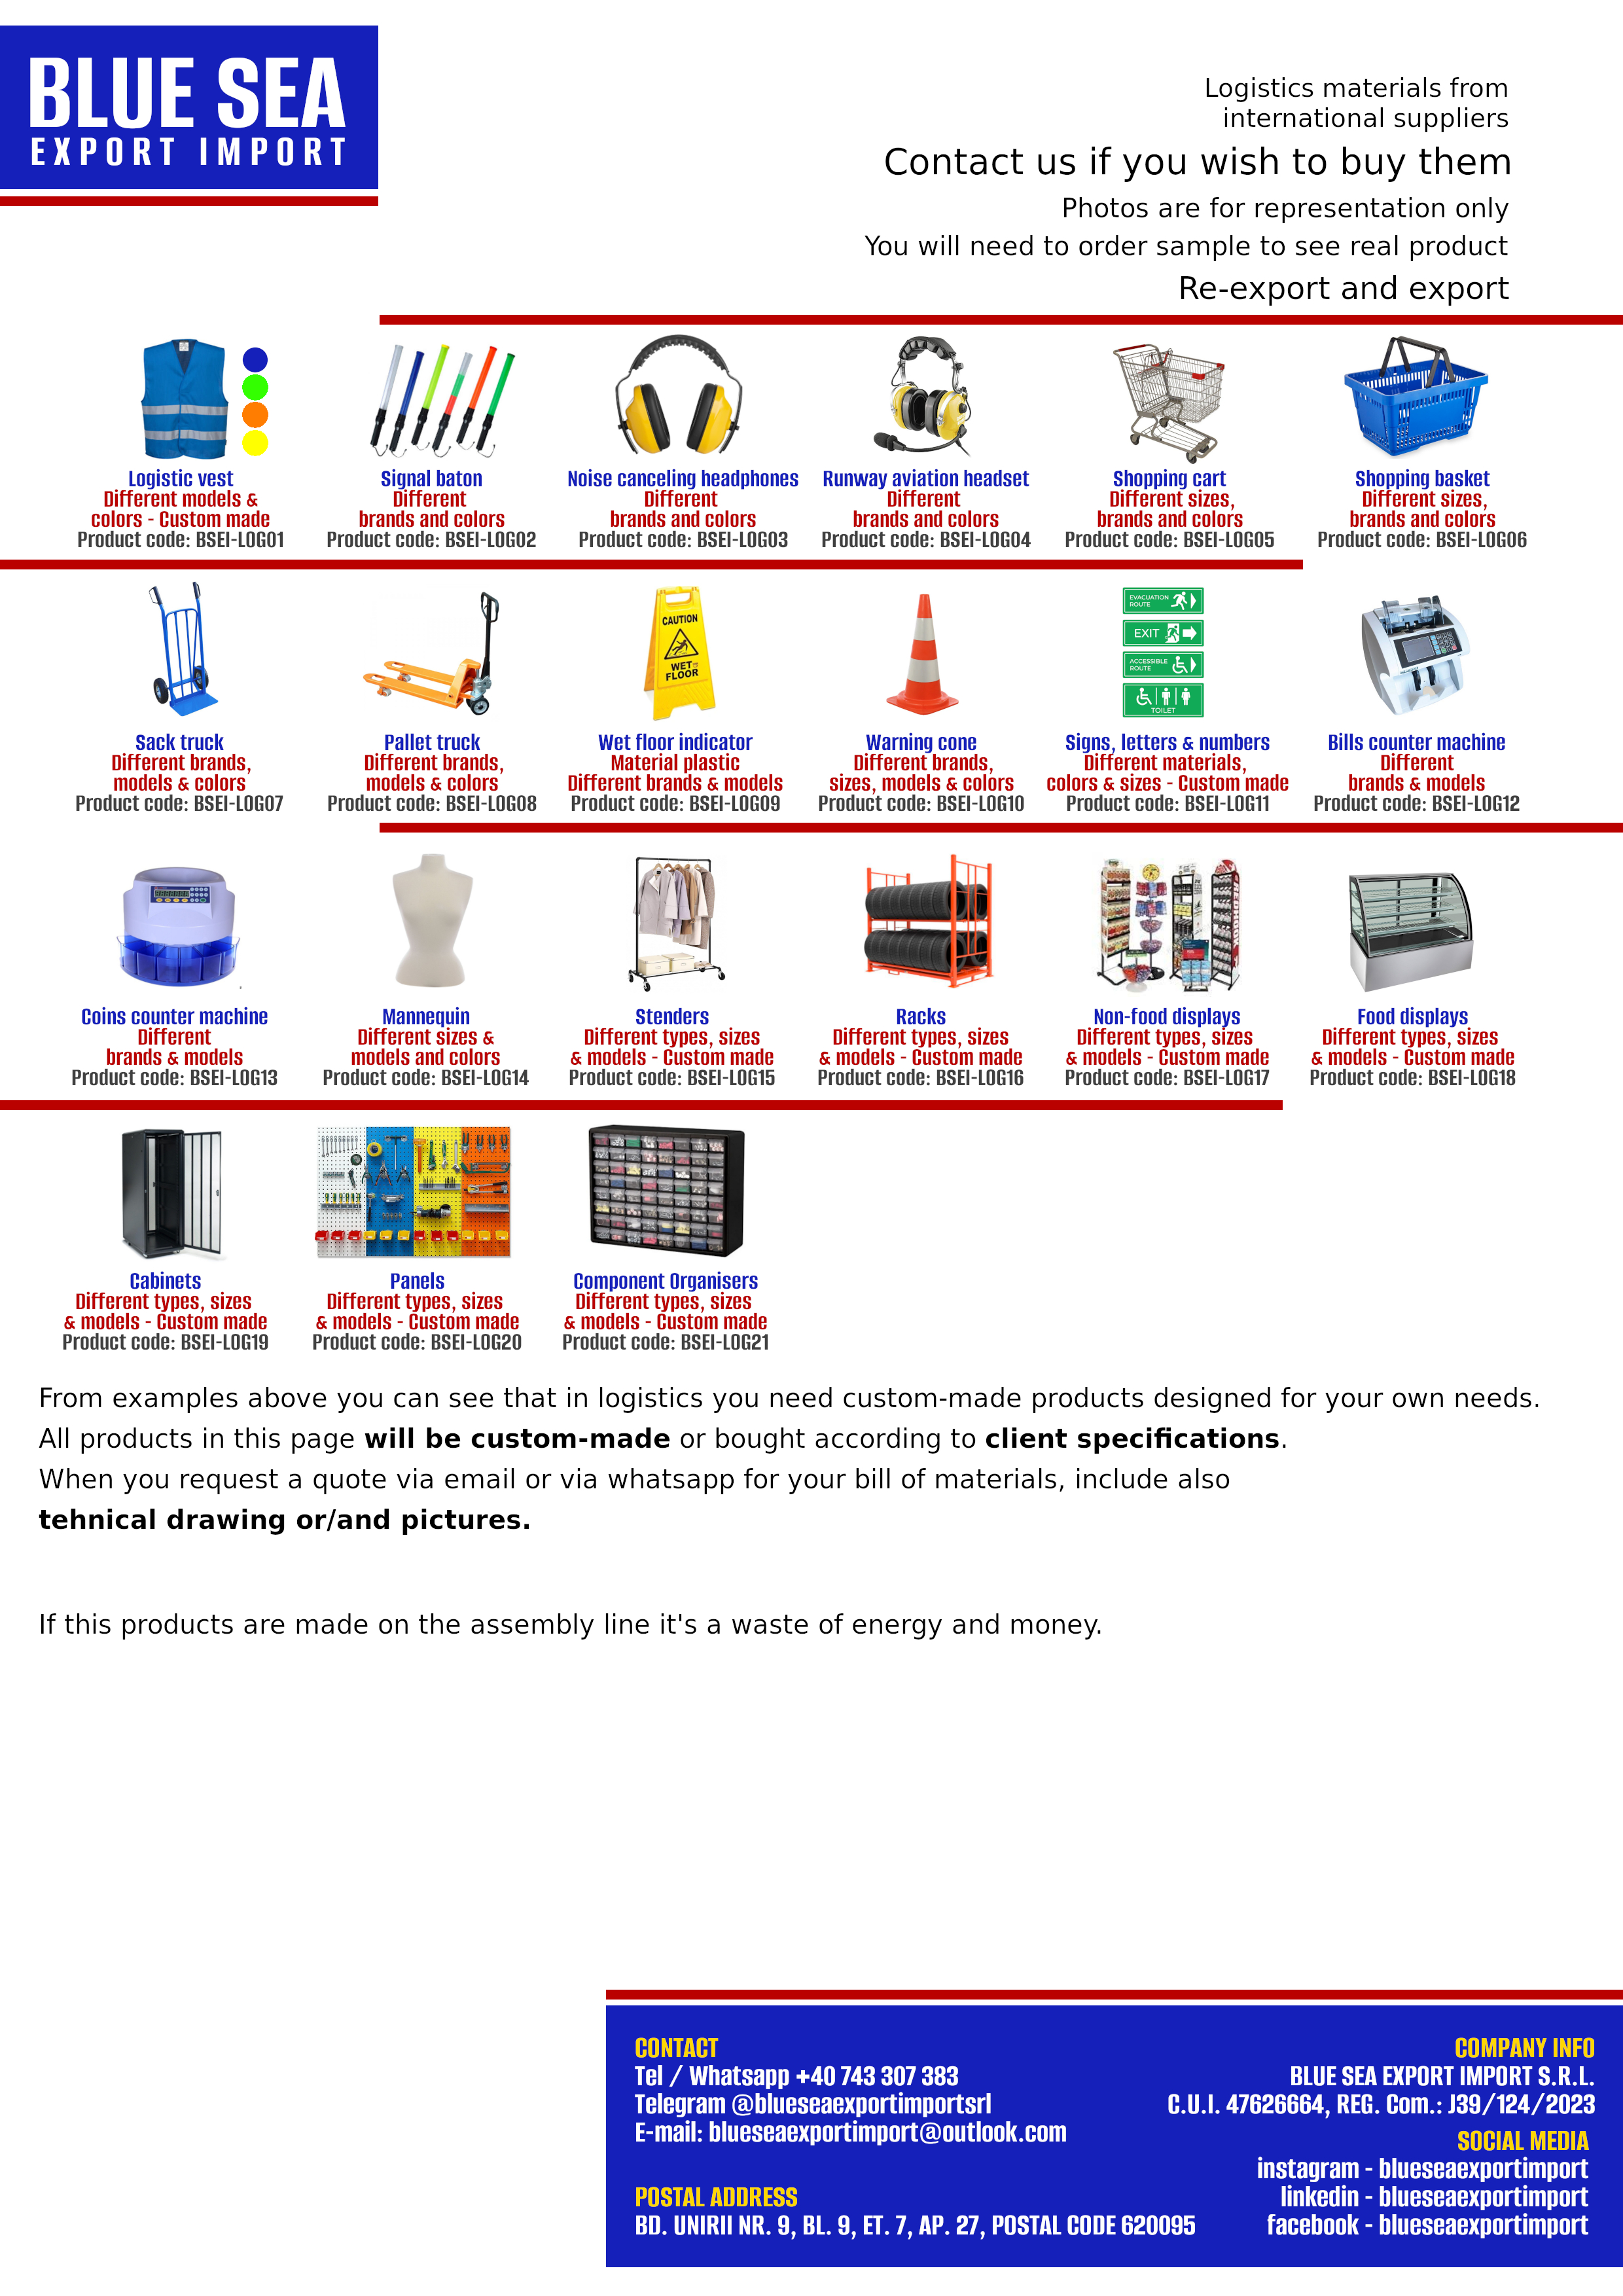 BLUE SEA
EXPORT IMPORT
Logistics materials from
international suppliers
Contact us if you wish to buy them
Photos are for representation only
You will need to order sample to see real product
Re-export and export
Logistic vest
Different models &
colors - Custom made
Product code: BSEI-LOG01
Signal baton
Different
brands and colors
Product code: BSEI-LOG02
Noise canceling headphones
Different
brands and colors
Product code: BSEI-LOG03
Runway aviation headset
Different
brands and colors
Product code: BSEI-LOG04
Shopping cart
Different sizes,
brands and colors
Product code: BSEI-LOG05
Shopping basket
Different sizes,
brands and colors
Product code: BSEI-LOG06
Sack truck
Different brands,
models & colors
Product code: BSEI-LOG07
Pallet truck
Different brands,
models & colors
Product code: BSEI-LOG08
CAUTION
WET
FLOOR
Wet floor indicator
Material plastic
Different brands & models
Product code: BSEI-LOG09
Warning cone
Different brands,
sizes, models & colors
Product code: BSEI-LOG10
EVACUATION
ROUTE
EXIT
ACCESSIBLE
ROUTE
TOILET
Signs, letters & numbers
Different materials,
colors & sizes - Custom made
Product code: BSEI-LOG11
Bills counter machine
Different
brands & models
Product code: BSEI-LOG12
Coins counter machine
Different
brands & models
Product code: BSEI-LOG13
Mannequin
Different sizes &
models and colors
Product code: BSEI-LOG14
Stenders
Different types, sizes
& models - Custom made
Product code: BSEI-LOG15
Racks
Different types, sizes
& models - Custom made
Product code: BSEI-LOG16
Non-food displays
Different types, sizes
& models - Custom made
Product code: BSEI-LOG17
Food displays
Different types, sizes
& models - Custom made
Product code: BSEI-LOG18
Cabinets
Different types, sizes
& models - Custom made
Product code: BSEI-LOG19
Panels
Different types, sizes
& models - Custom made
Product code: BSEI-LOG20
Component Organisers
Different types, sizes
& models - Custom made
Product code: BSEI-LOG21
From examples above you can see that in logistics you need custom-made products designed for your own needs.
All products in this page will be custom-made or bought according to client specifications.
When you request a quote via email or via whatsapp for your bill of materials, include also
tehnical drawing or/and pictures.
If this products are made on the assembly line it's a waste of energy and money.
CONTACT
Tel / Whatsapp +40 743 307 383
Telegram @blueseaexportimportsrl
E-mail: blueseaexportimport@outlook.com
POSTAL ADDRESS
BD. UNIRII NR. 9, BL. 9, ET. 7, AP. 27, POSTAL CODE 620095
COMPANY INFO
BLUE SEA EXPORT IMPORT S.R.L.
C.U.I. 47626664, REG. Com.: J39/124/2023
SOCIAL MEDIA
instagram - blueseaexportimport
linkedin - blueseaexportimport
facebook - blueseaexportimport